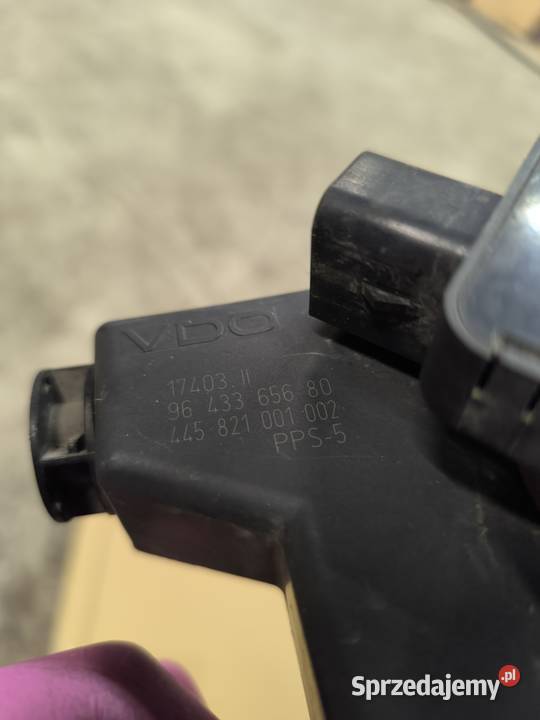 VDO
17403.II
96 433 656 80
445 821 001 002
PPS-5
Sprzedajemy.pl